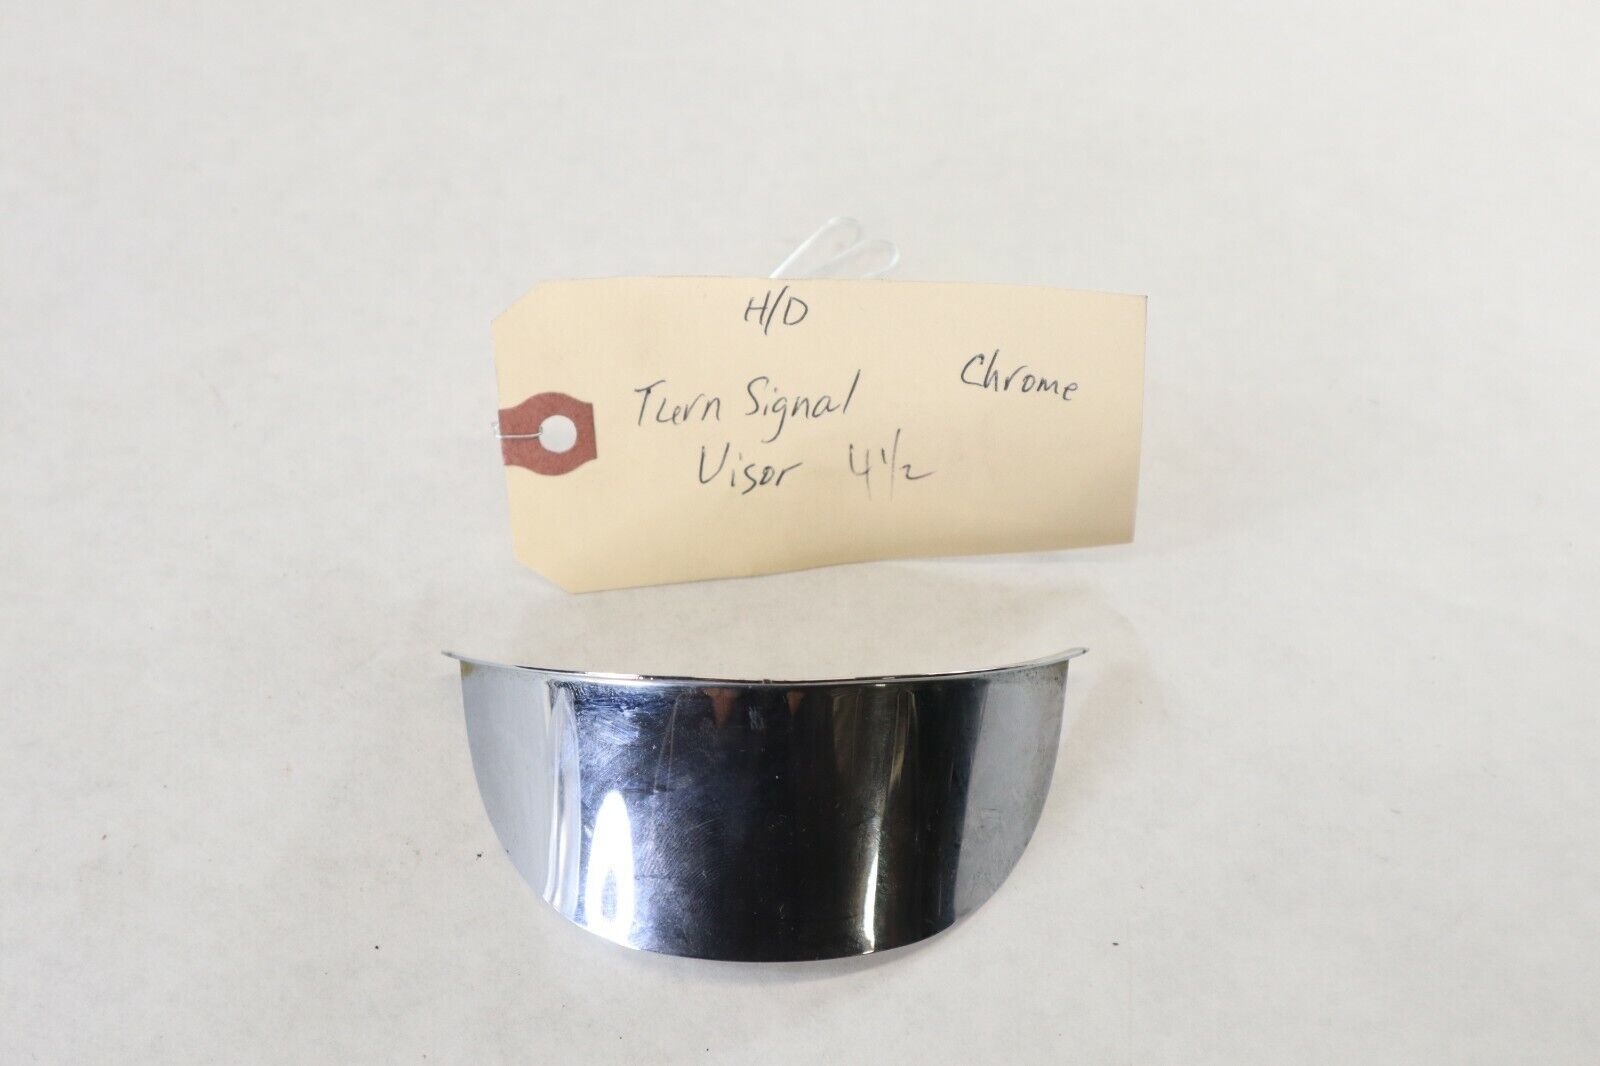 H/D
Turn Signal Chrome
Visor 4 1/2